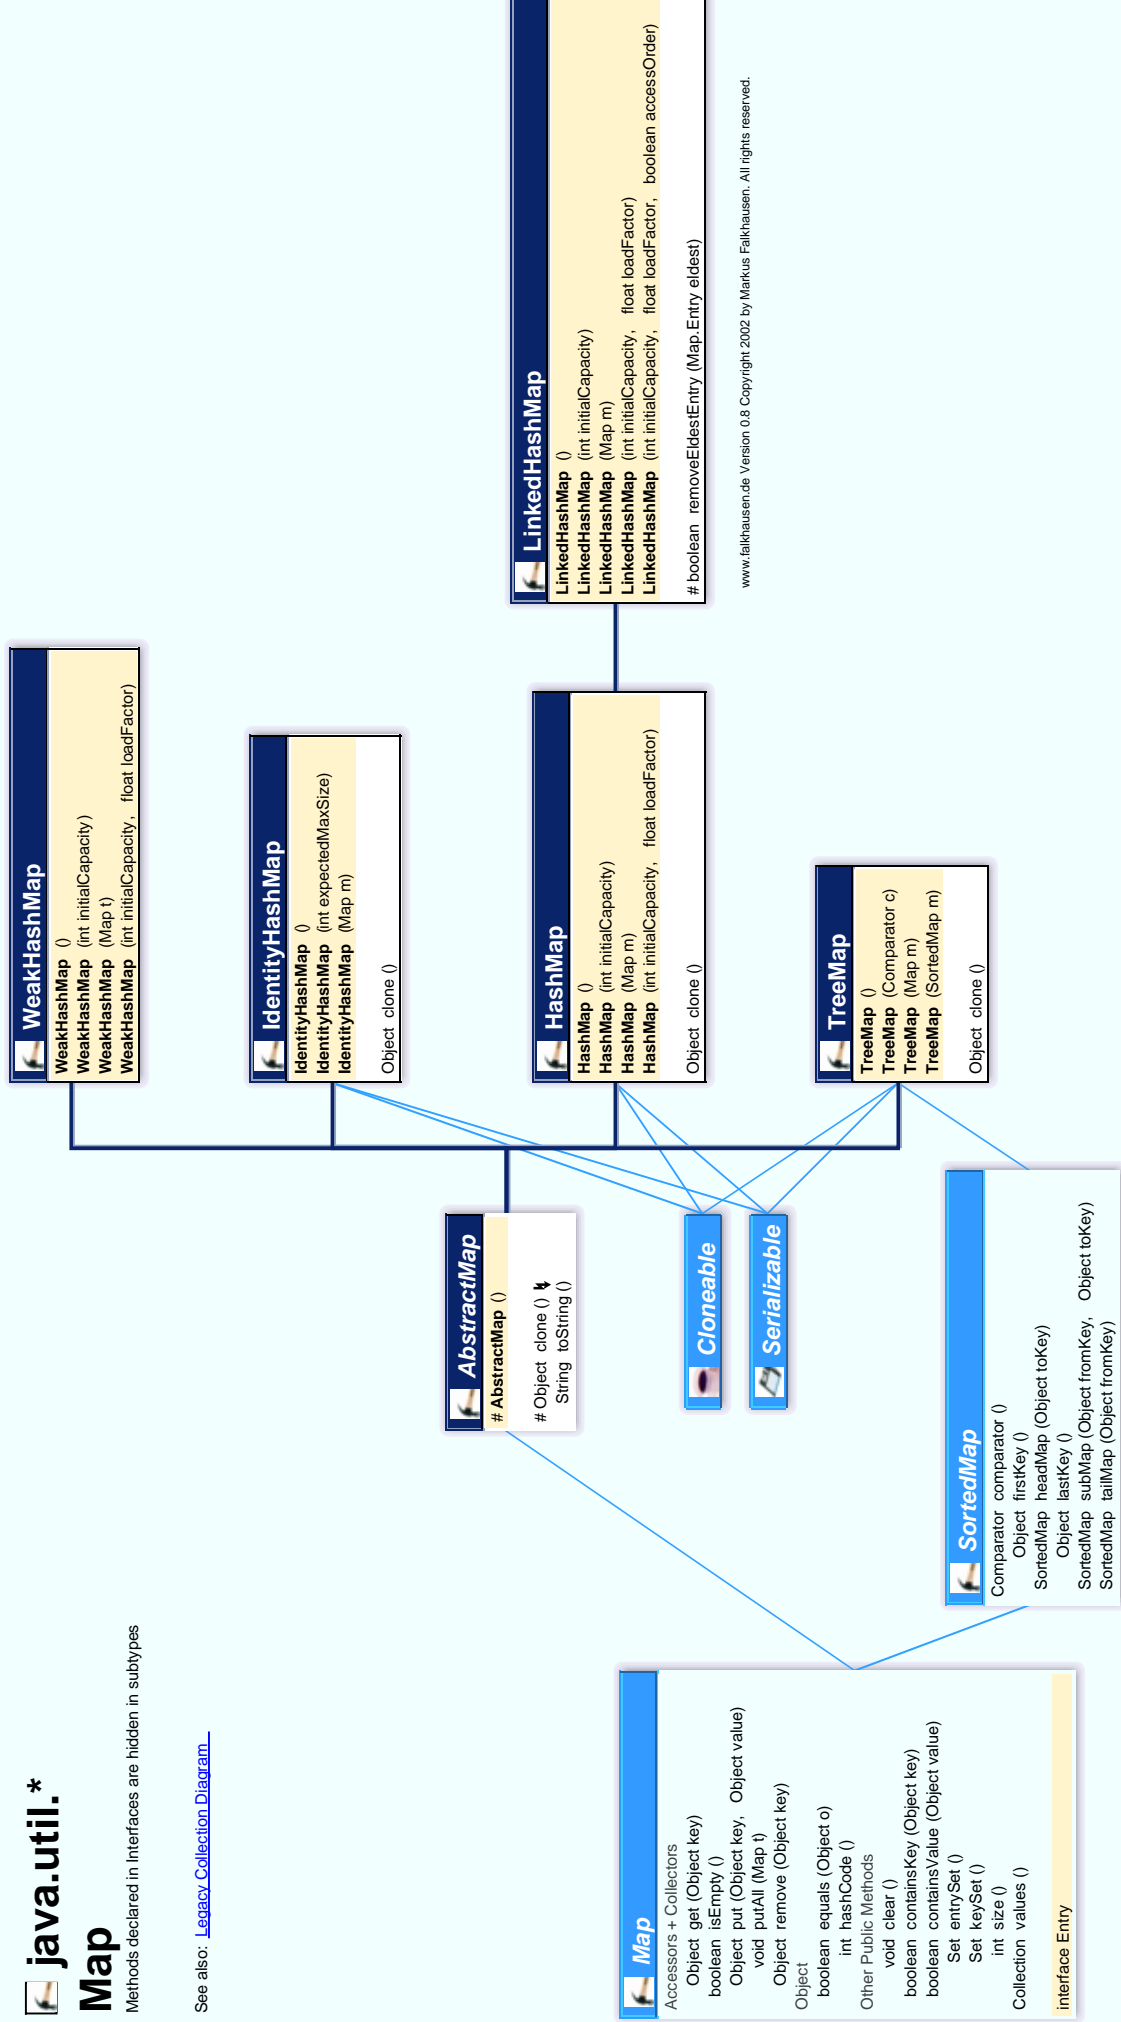 java.util.*
Map
Methods declared in Interfaces are hidden in subtypes
See also: Legacy Collection Diagram
Map
Accessors + Collectors
Object get (Object key)
boolean isEmpty ()
Object put (Object key, Object value)
void putAll (Map t)
Object remove (Object key)
Object
boolean equals (Object o)
int hashCode ()
Other Public Methods
void clear ()
boolean containsKey (Object key)
boolean containsValue (Object value)
Set entrySet ()
Set keySet ()
int size ()
Collection values ()
interface Entry
AbstractMap
# AbstractMap ()
# Object clone ()
String toString ()
Cloneable
Serializable
SortedMap
Comparator comparator ()
Object firstKey ()
SortedMap headMap (Object toKey)
Object lastKey ()
SortedMap subMap (Object fromKey, Object toKey)
SortedMap tailMap (Object fromKey)
WeakHashMap
WeakHashMap ()
WeakHashMap (int initialCapacity)
WeakHashMap (Map t)
WeakHashMap (int initialCapacity, float loadFactor)
IdentityHashMap
IdentityHashMap ()
IdentityHashMap (int expectedMaxSize)
IdentityHashMap (Map m)
Object clone ()
HashMap
HashMap ()
HashMap (int initialCapacity)
HashMap (Map m)
HashMap (int initialCapacity, float loadFactor)
Object clone ()
TreeMap
TreeMap ()
TreeMap (Comparator c)
TreeMap (Map m)
TreeMap (SortedMap m)
Object clone ()
LinkedHashMap
LinkedHashMap ()
LinkedHashMap (int initialCapacity)
LinkedHashMap (Map m)
LinkedHashMap (int initialCapacity, float loadFactor)
LinkedHashMap (int initialCapacity, float loadFactor, boolean accessOrder)
# boolean removeEldestEntry (Map.Entry eldest)
www.falkhausen.de Version 0.8 Copyright 2002 by Markus Falkhausen. All rights reserved.